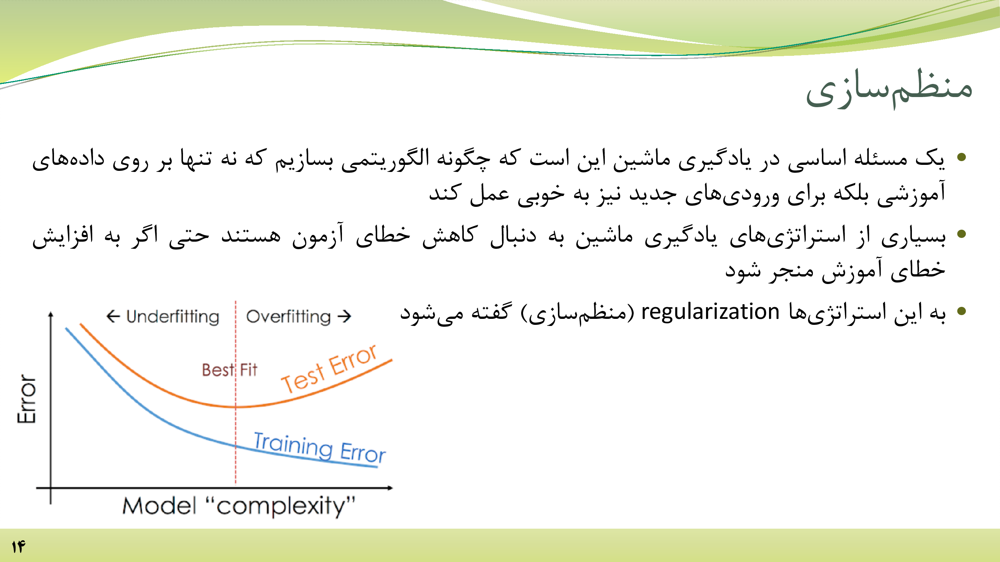 منظم‌سازی
• یک مسئله اساسی در یادگیری ماشین این است که چگونه الگوریتمی بسازیم که نه تنها بر روی داده‌های
آموزشی بلکه برای ورودی‌های جدید نیز به خوبی عمل کند
• بسیاری از استراتژی‌های یادگیری ماشین به دنبال کاهش خطای آزمون هستند حتی اگر به افزایش
خطای آموزش منجر شود
• به این استراتژی‌ها regularization (منظم‌سازی) گفته می‌شود
← Underfitting
Overfitting →
Best Fit
Test Error
Training Error
Error
Model “complexity”
۱۴